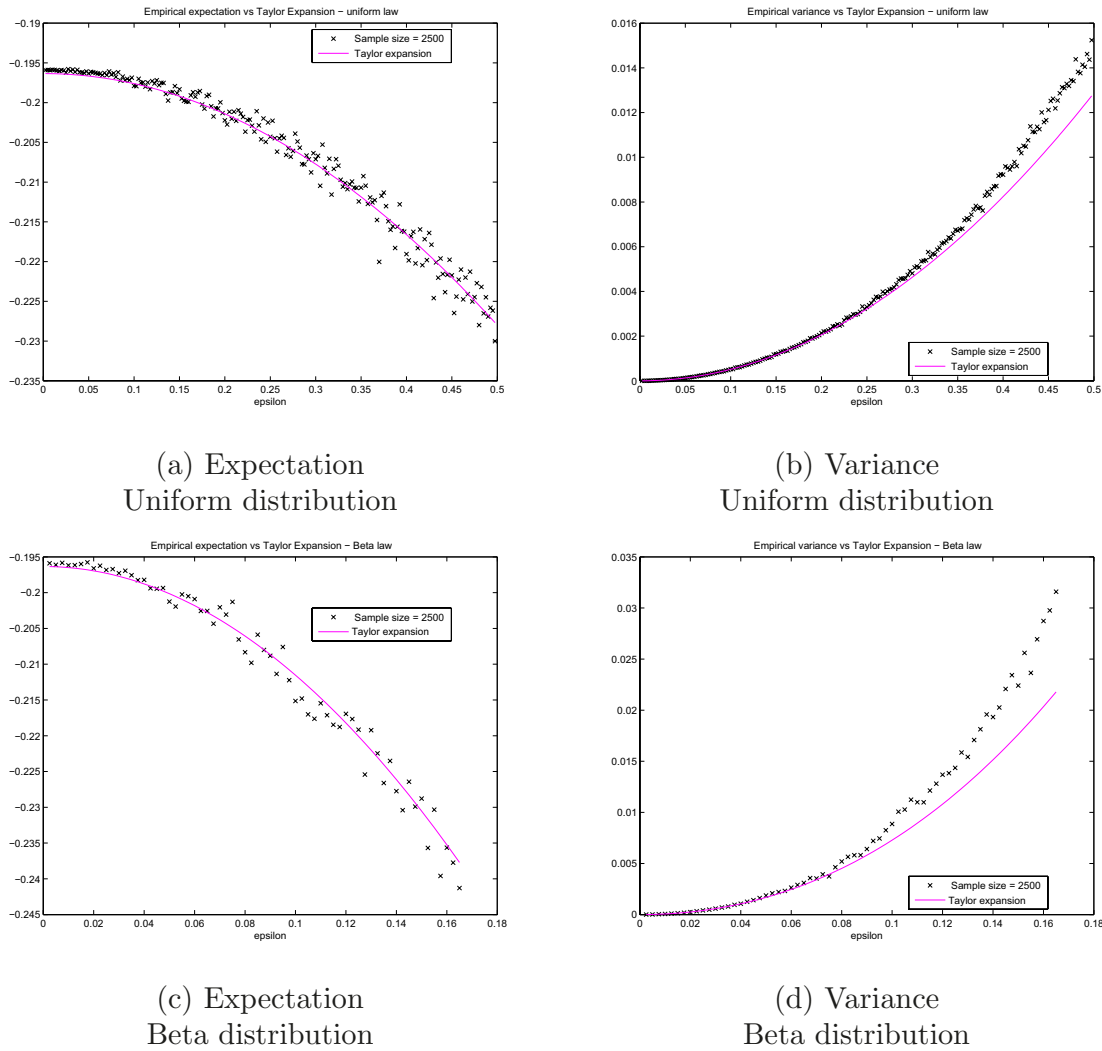 Empirical expectation vs Taylor Expansion − uniform law
−0.19
−0.195
−0.2
−0.205
−0.21
−0.215
−0.22
−0.225
−0.23
−0.235
Sample size = 2500
Taylor expansion
0 0.05 0.1 0.15 0.2 0.25 0.3 0.35 0.4 0.45 0.5
epsilon
(a) Expectation
Uniform distribution
Empirical variance vs Taylor Expansion − uniform law
0.016
0.014
0.012
0.01
0.008
0.006
0.004
0.002
0
Sample size = 2500
Taylor expansion
0 0.05 0.1 0.15 0.2 0.25 0.3 0.35 0.4 0.45 0.5
epsilon
(b) Variance
Uniform distribution
Empirical expectation vs Taylor Expansion − Beta law
−0.195
−0.2
−0.205
−0.21
−0.215
−0.22
−0.225
−0.23
−0.235
−0.24
−0.245
Sample size = 2500
Taylor expansion
0 0.02 0.04 0.06 0.08 0.1 0.12 0.14 0.16 0.18
epsilon
(c) Expectation
Beta distribution
Empirical variance vs Taylor Expansion − Beta law
0.035
0.03
0.025
0.02
0.015
0.01
0.005
0
Sample size = 2500
Taylor expansion
0 0.02 0.04 0.06 0.08 0.1 0.12 0.14 0.16 0.18
epsilon
(d) Variance
Beta distribution